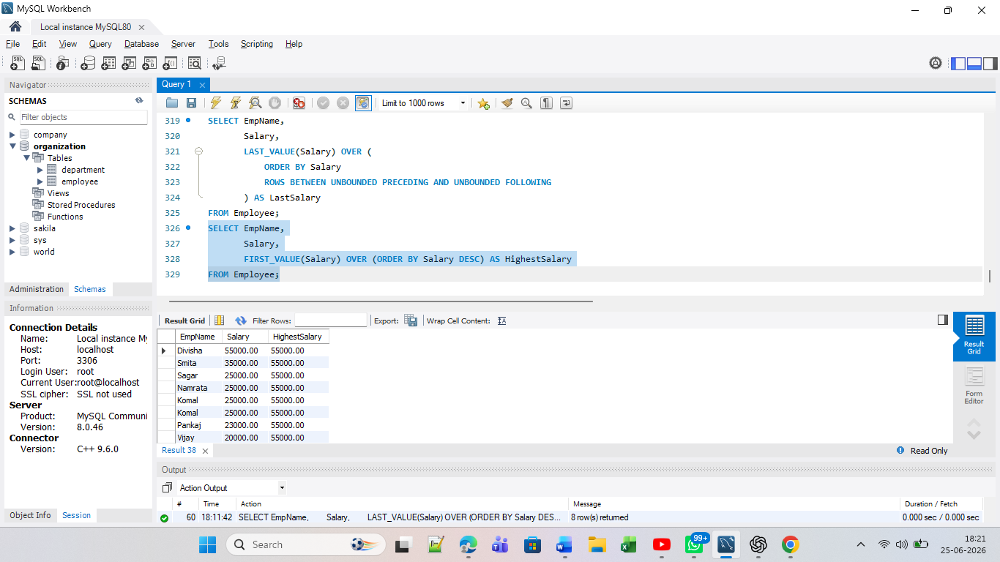 MySQL Workbench
Local instance MySQL80
File Edit View Query Database Server Tools Scripting Help
Navigator
SCHEMAS
Filter objects
company
organization
Tables
department
employee
Views
Stored Procedures
Functions
sakila
sys
world
Administration Schemas
Information
Connection Details
Name: Local instance My
Host: localhost
Port: 3306
Login User: root
Current User:root@localhost
SSL cipher: SSL not used
Server
Product: MySQL Communi
Version: 8.0.46
Connector
Version: C++ 9.6.0
Object Info Session
Query 1
Limit to 1000 rows
319 SELECT EmpName,
320 Salary,
321 LAST_VALUE(Salary) OVER (
322 ORDER BY Salary
323 ROWS BETWEEN UNBOUNDED PRECEDING AND UNBOUNDED FOLLOWING
324 ) AS LastSalary
325 FROM Employee;
326 SELECT EmpName,
327 Salary,
328 FIRST_VALUE(Salary) OVER (ORDER BY Salary DESC) AS HighestSalary
329 FROM Employee;
Result Grid Filter Rows: Export: Wrap Cell Content:
EmpName Salary HighestSalary
Divisha 55000.00 55000.00
Smita 35000.00 55000.00
Sagar 25000.00 55000.00
Namrata 25000.00 55000.00
Komal 25000.00 55000.00
Komal 25000.00 55000.00
Pankaj 23000.00 55000.00
Vijay 20000.00 55000.00
Result Grid
Form Editor
Result 38
Read Only
Output
Action Output
# Time Action Message Duration / Fetch
60 18:11:42 SELECT EmpName, Salary, LAST_VALUE(Salary) OVER (ORDER BY Salary DES... 8 row(s) returned 0.000 sec / 0.000 sec
Search
99+
18:21
25-06-2026